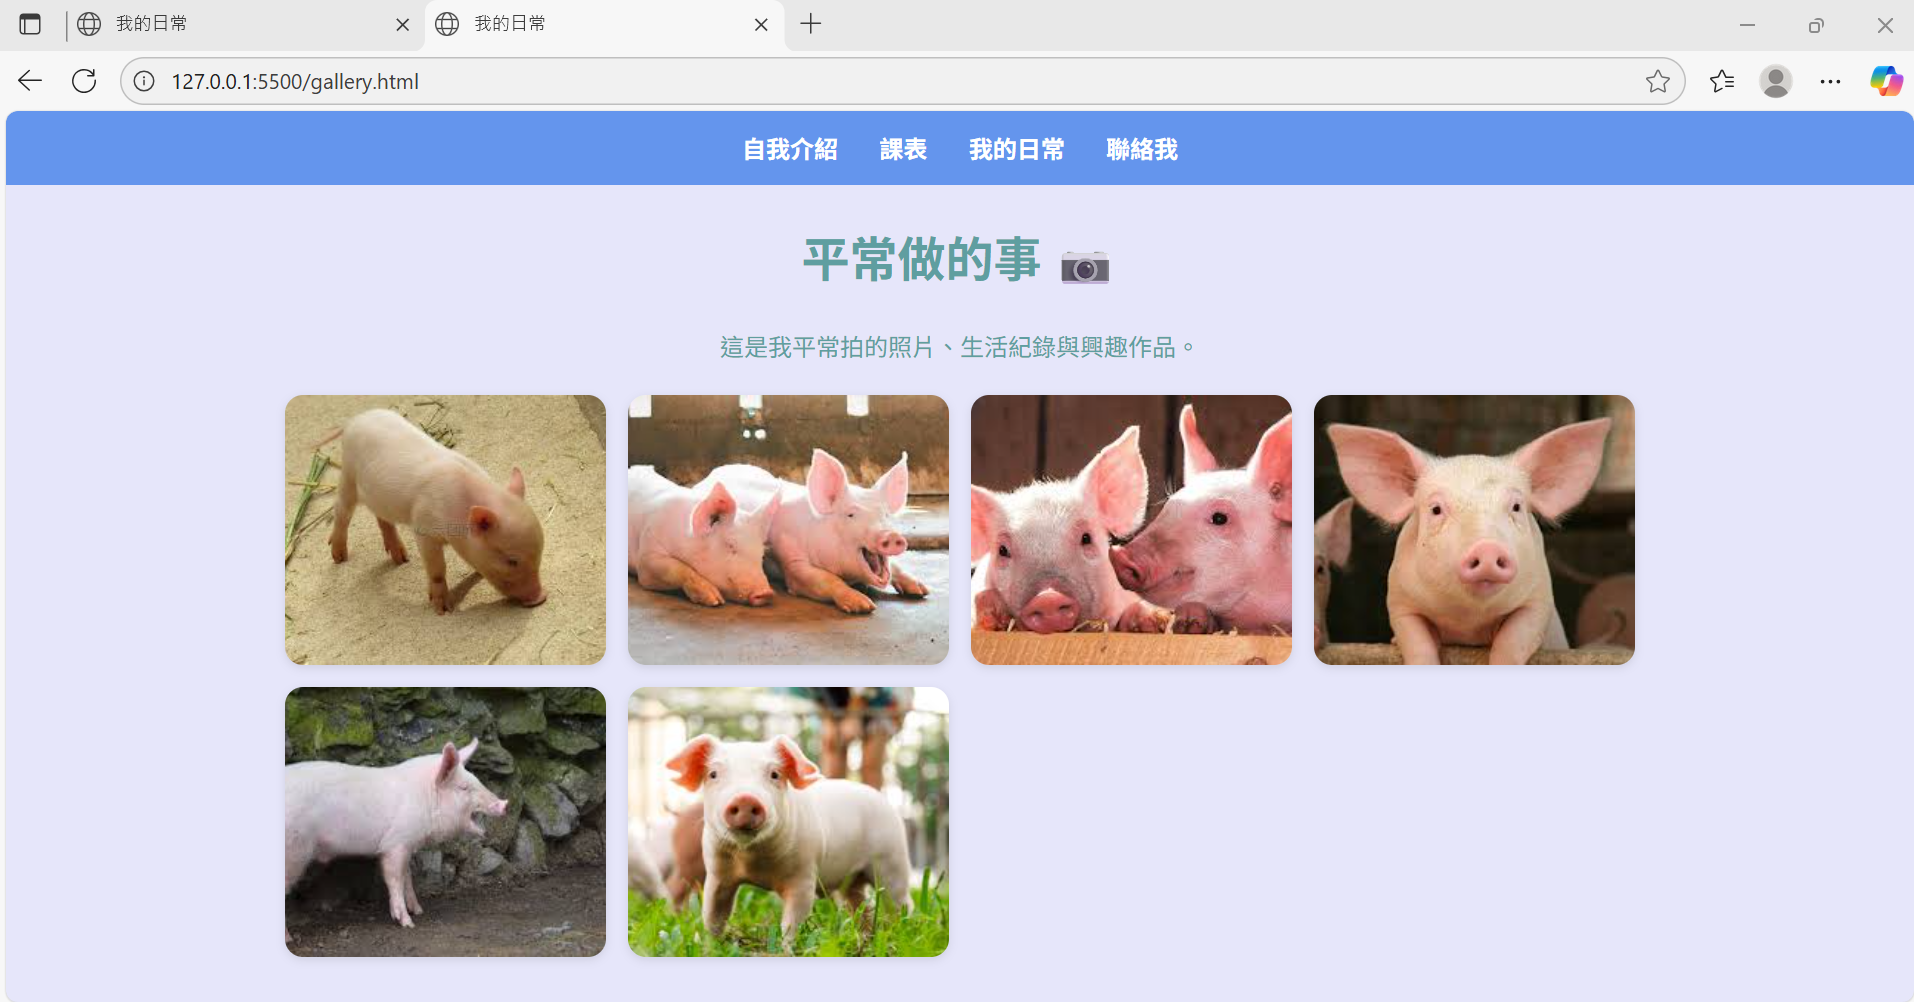 我的日常
我的日常
127.0.0.1:5500/gallery.html
自我介紹 課表 我的日常 聯絡我
平常做的事
這是我平常拍的照片、生活紀錄與興趣作品。